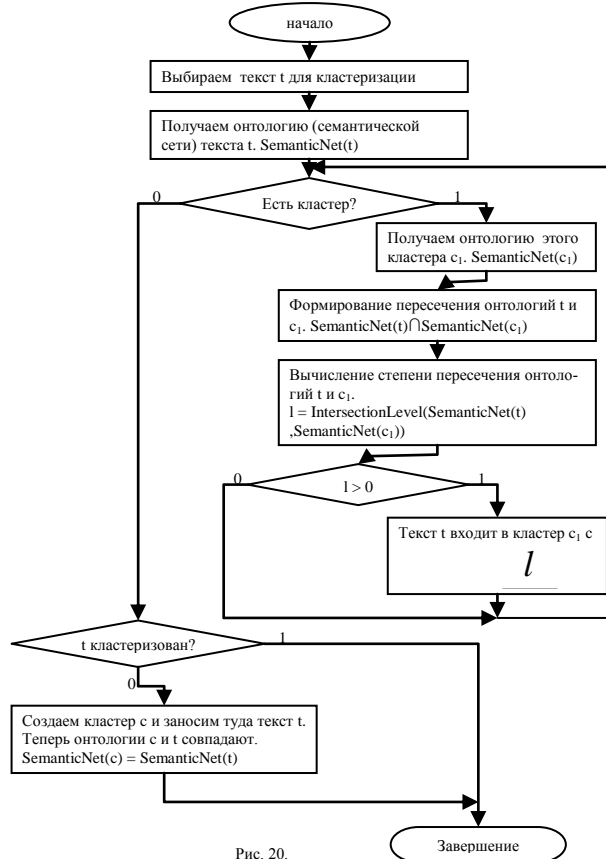 начало
Выбираем текст t для кластеризации
Получаем онтологию (семантической
сети) текста t. SemanticNet(t)
0
Есть кластер?
1
Получаем онтологию этого
кластера c₁. SemanticNet(c₁)
Формирование пересечения онтологий t и
c₁. SemanticNet(t)∩SemanticNet(c₁)
Вычисление степени пересечения онтоло-
гий t и c₁.
l = IntersectionLevel(SemanticNet(t)
,SemanticNet(c₁))
0
l > 0
1
Текст t входит в кластер c₁ с
l
t кластеризован?
1
0
Создаем кластер c и заносим туда текст t.
Теперь онтологии c и t совпадают.
SemanticNet(c) = SemanticNet(t)
Завершение
Рис. 20.